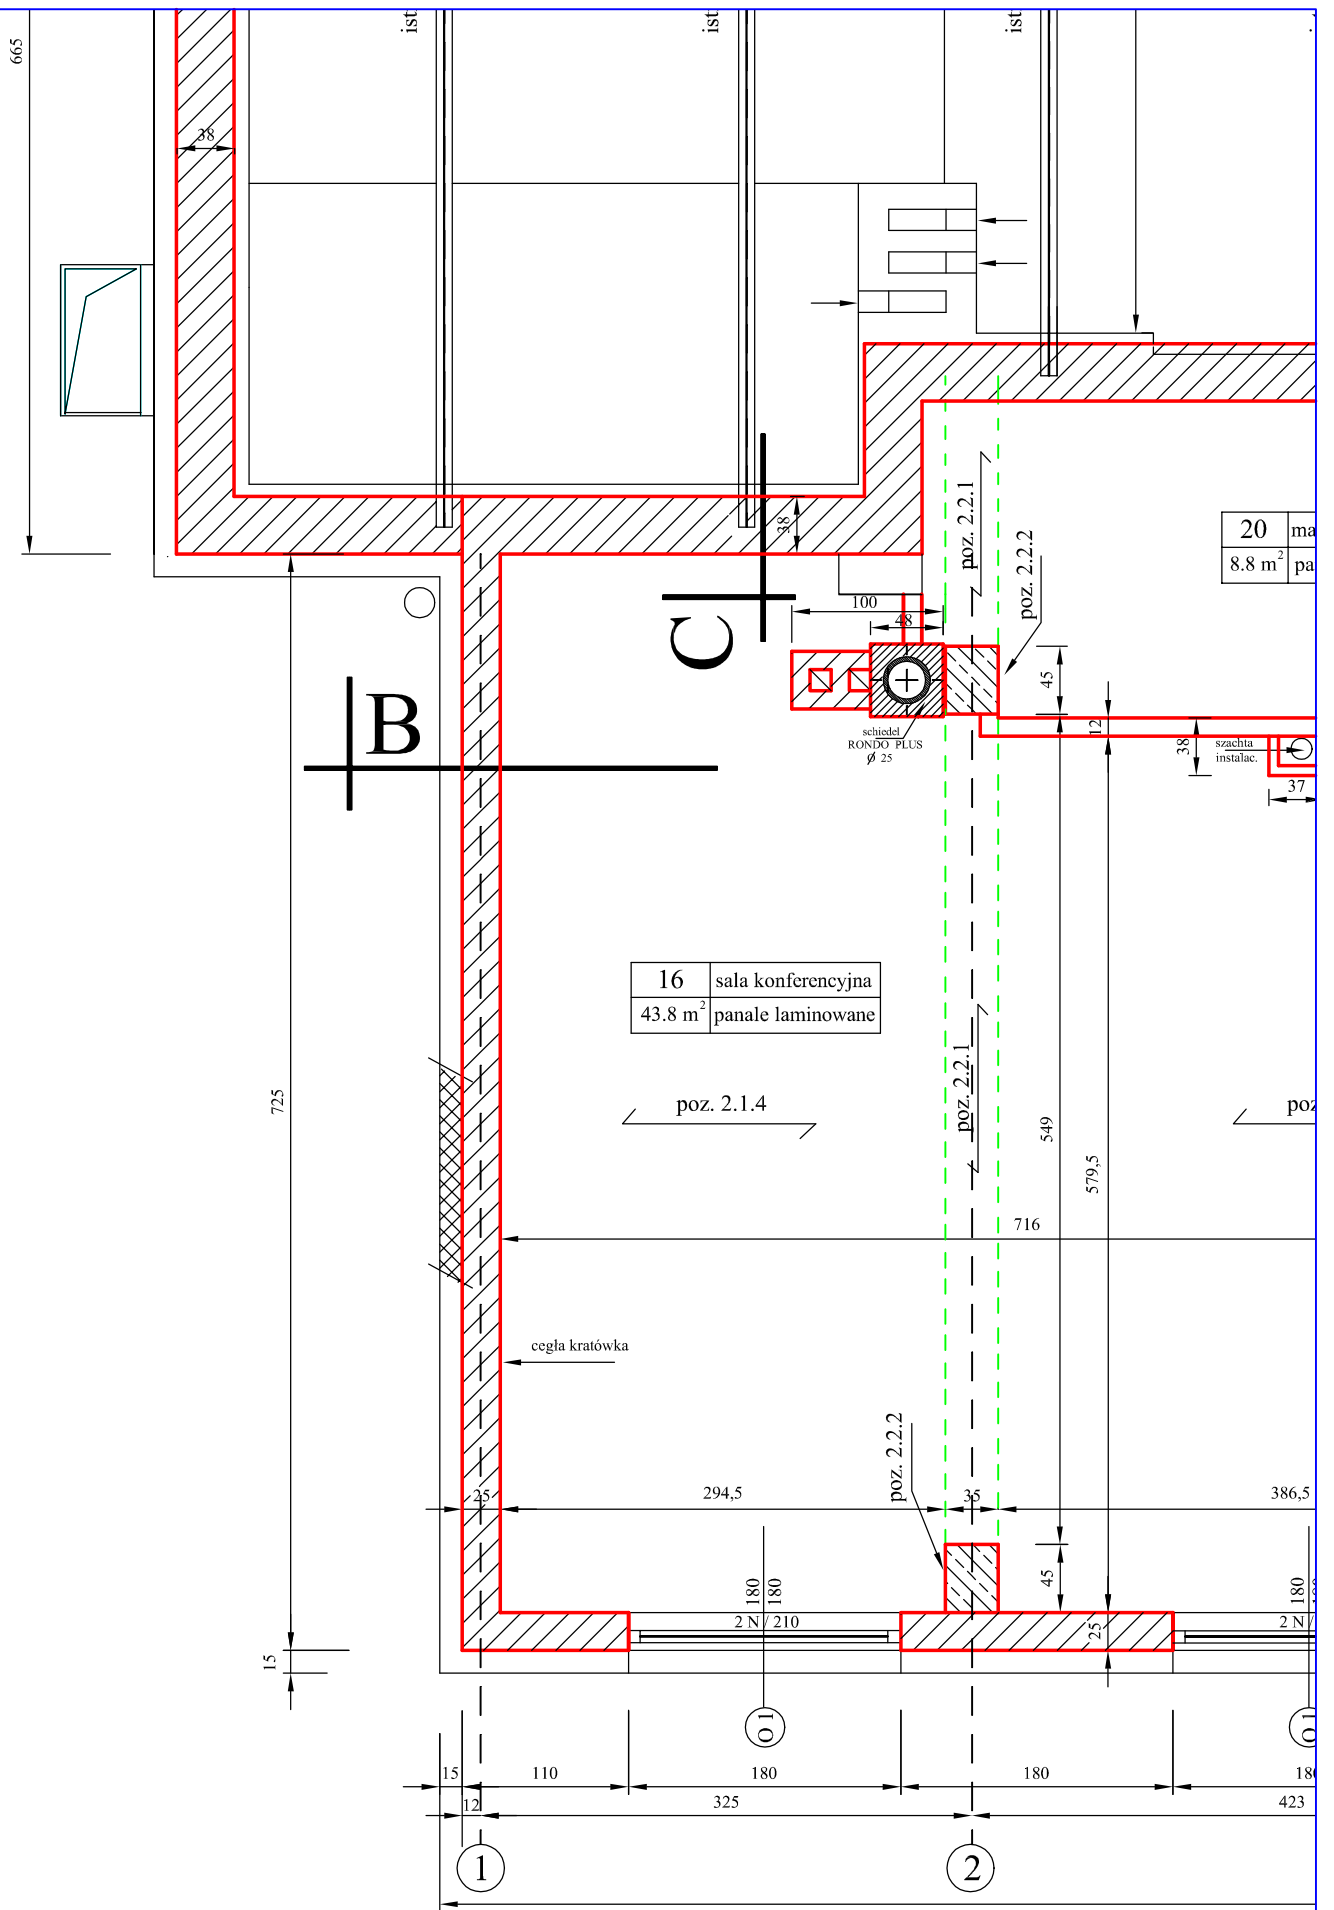 665
ist.
ist.
ist.
38
38
poz. 2.2.1
poz. 2.2.2
20
8.8 m²
100
48
C
45
B
schiedel
RONDO PLUS
Ø 25
12
38
szachta
instalac.
37
16 sala konferencyjna
43.8 m² panale laminowane
725
poz. 2.1.4
poz. 2.2.1
549
579,5
716
cegła kratówka
poz. 2.2.2
25 294,5 35 386,5
180
180
2 N / 210
45
180
25
2 N /
15
O1
O1
15 110 180 180
12 325 423
1 2